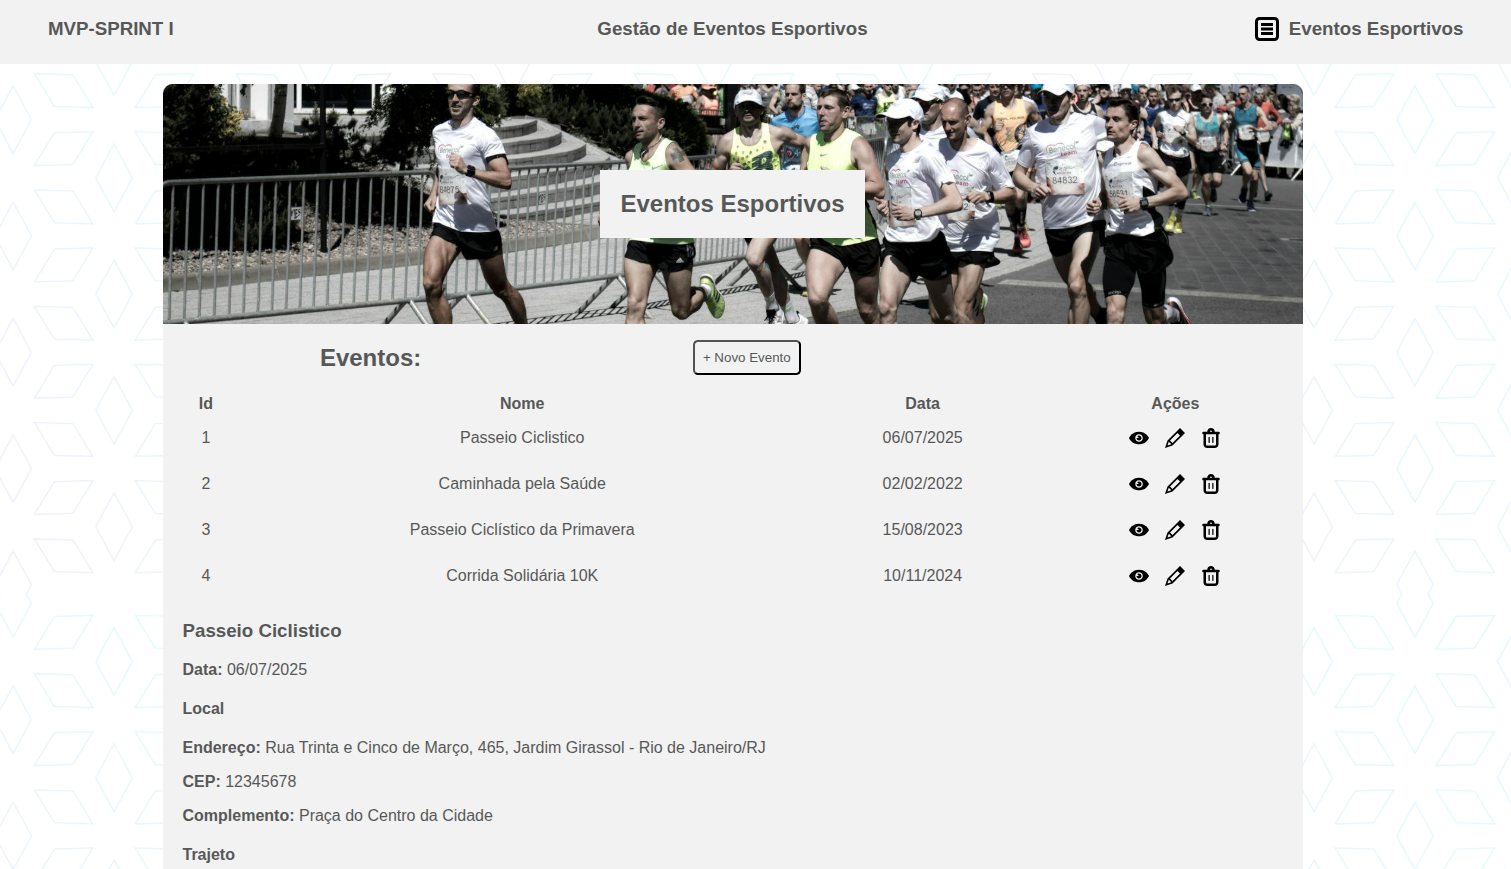 MVP-SPRINT I
Gestão de Eventos Esportivos
Eventos Esportivos
84875
84832
Eventos Esportivos
Eventos:
+ Novo Evento
Id Nome Data Ações
1 Passeio Ciclistico 06/07/2025
2 Caminhada pela Saúde 02/02/2022
3 Passeio Ciclístico da Primavera 15/08/2023
4 Corrida Solidária 10K 10/11/2024
Passeio Ciclistico
Data: 06/07/2025
Local
Endereço: Rua Trinta e Cinco de Março, 465, Jardim Girassol - Rio de Janeiro/RJ
CEP: 12345678
Complemento: Praça do Centro da Cidade
Trajeto